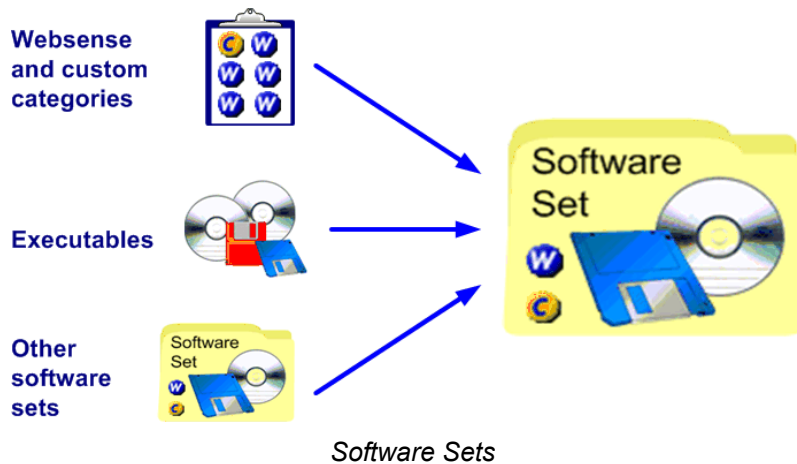 Websense
and custom
categories
C W
W W
W W
Executables
Other
software
sets
Software
Set
W
C
Software
Set
W
C
Software Sets